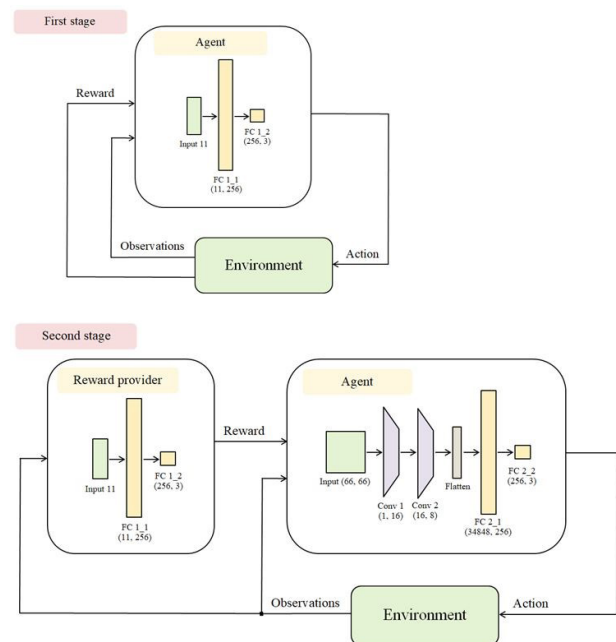 First stage
Agent
Reward
Input 11
FC 1_2
(256, 3)
FC 1_1
(11, 256)
Observations
Action
Environment
Second stage
Reward provider
Agent
Reward
Input 11
FC 1_2
(256, 3)
FC 1_1
(11, 256)
Input (66, 66)
Conv 1
(1, 16)
Conv 2
(16, 8)
Flatten
FC 2_2
(256, 3)
FC 2_1
(34848, 256)
Observations
Environment
Action